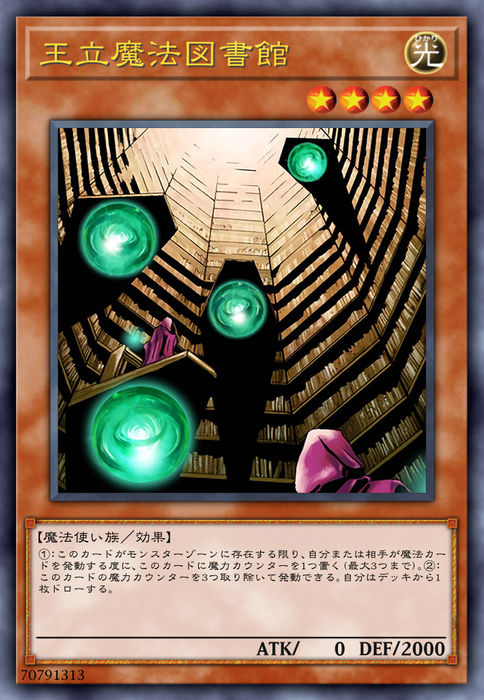 王立魔法図書館
光
ひかり
【魔法使い族／効果】
①:このカードがモンスターゾーンに存在する限り、自分または相手が魔法カー
ドを発動する度に、このカードに魔力カウンターを1つ置く(最大3つまで)。②:
このカードの魔力カウンターを3つ取り除いて発動できる。自分はデッキから1
枚ドローする。
ATK/ 0 DEF/2000
70791313